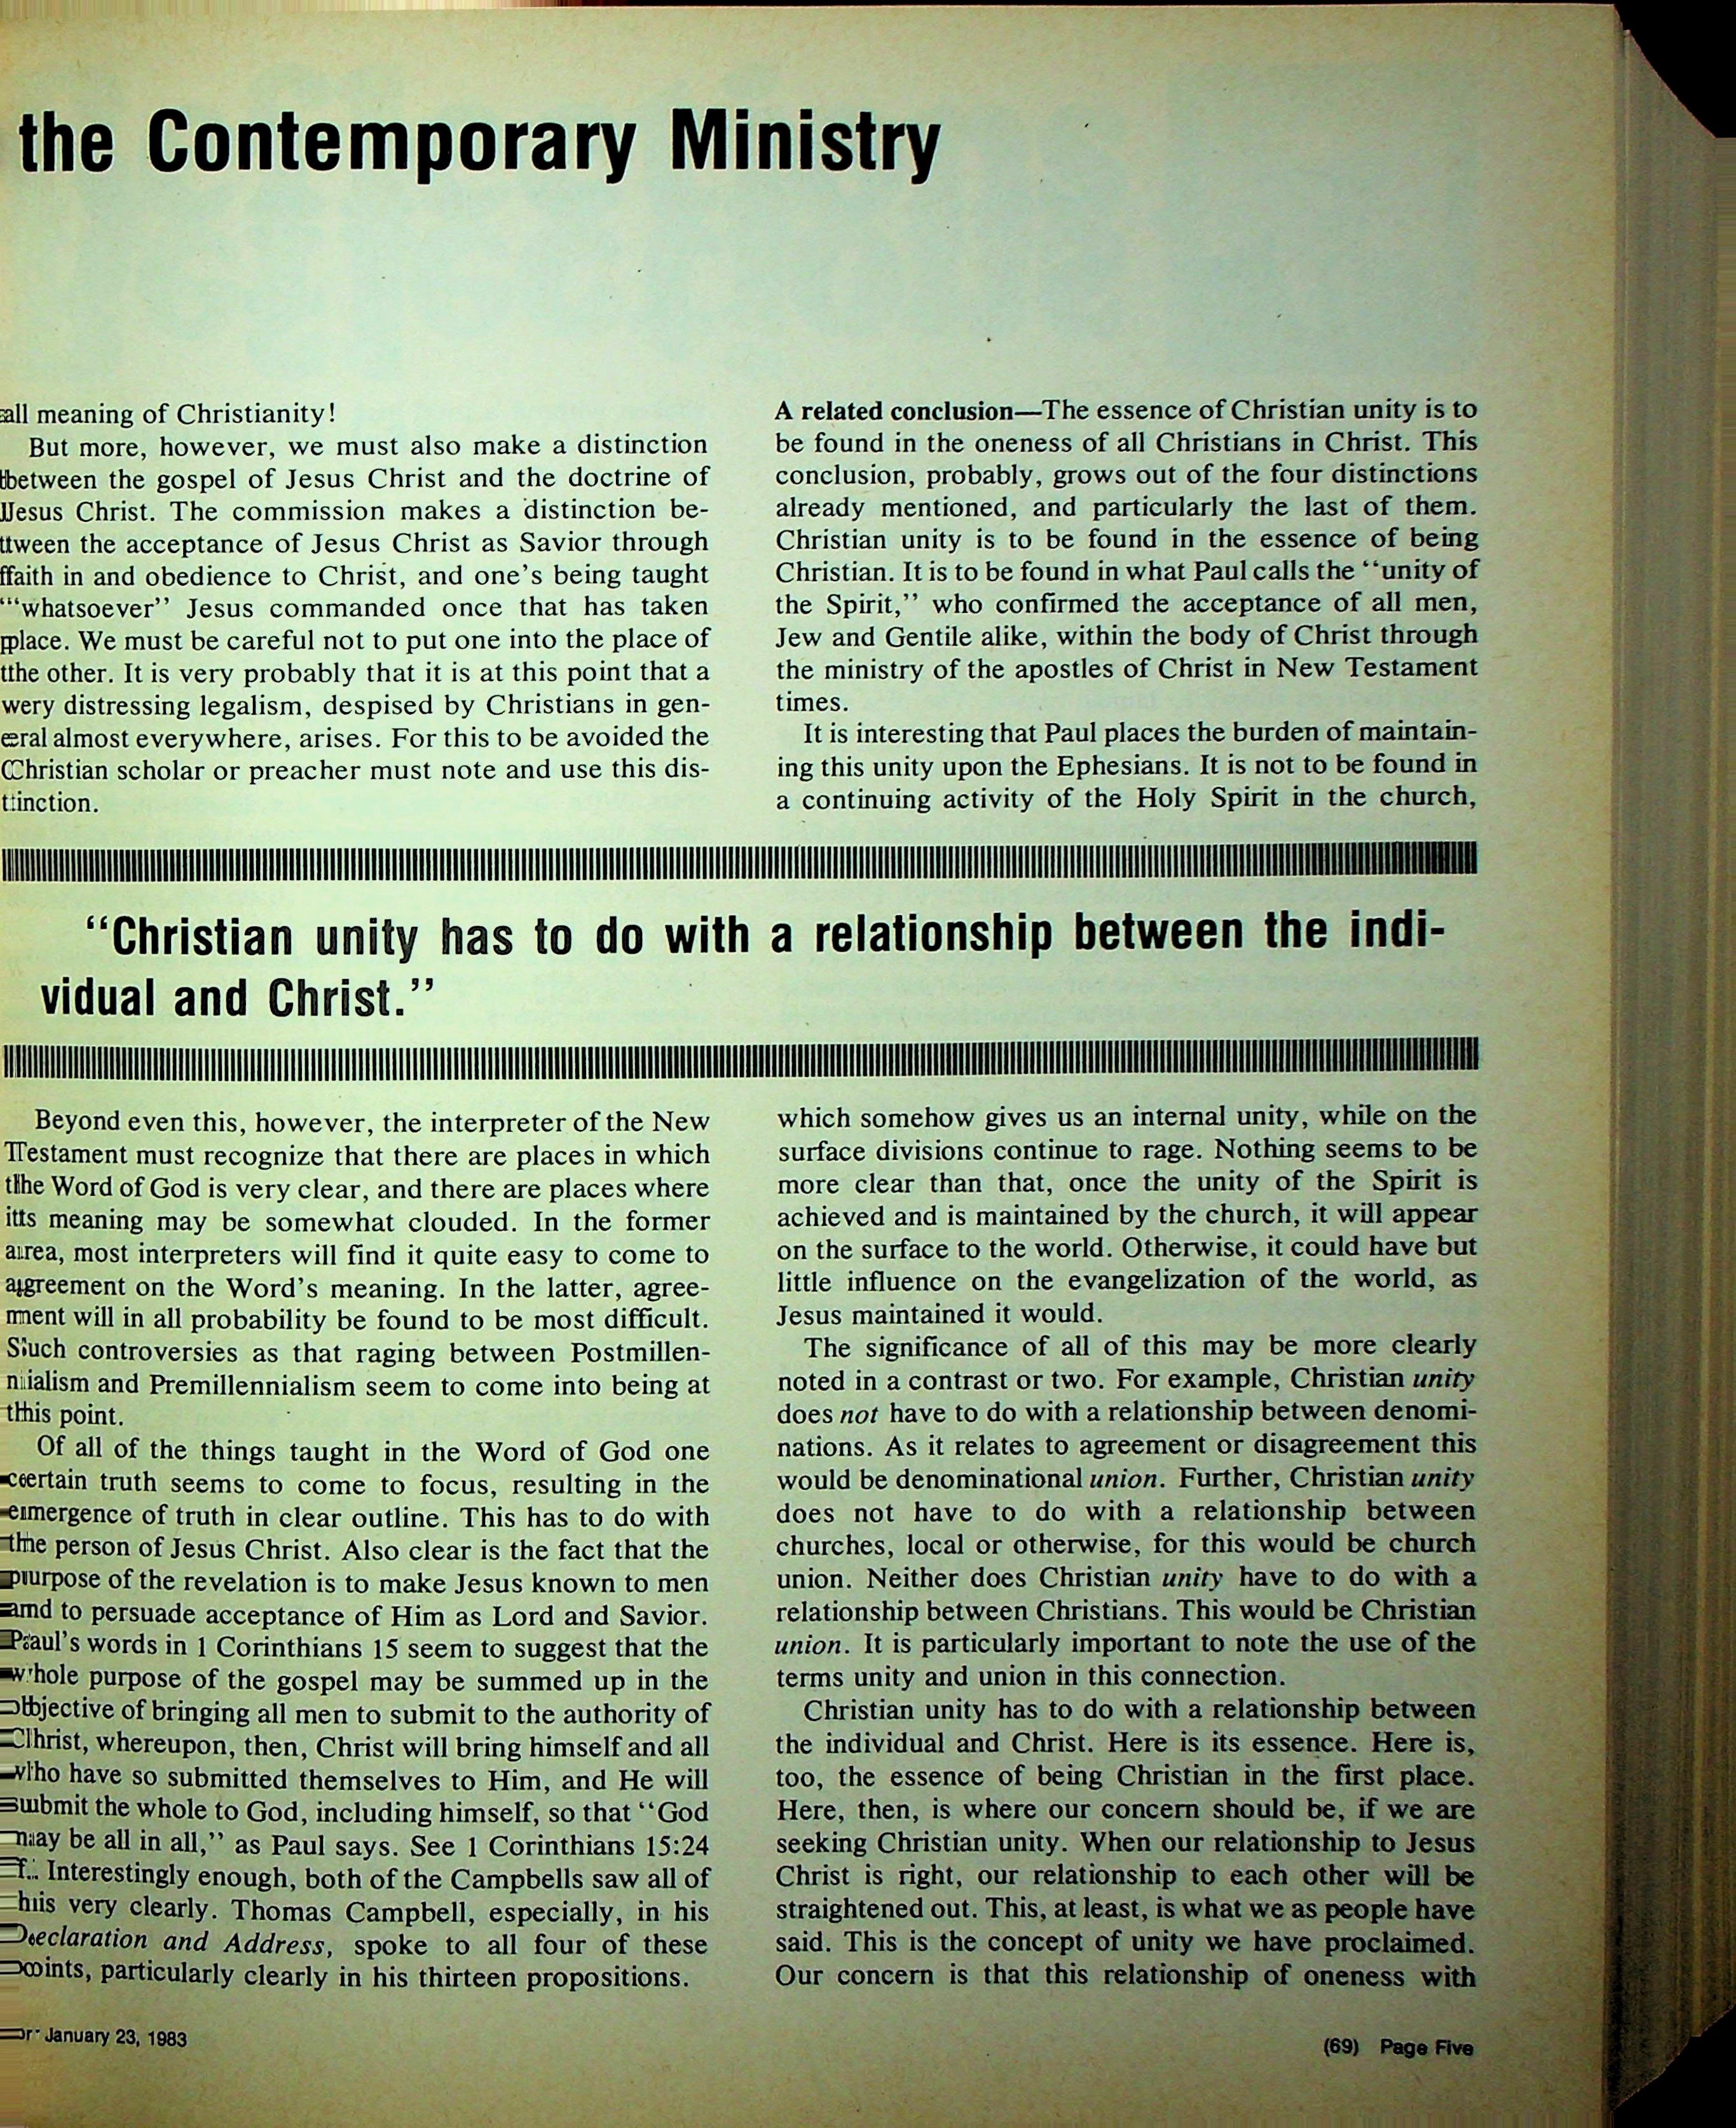 the Contemporary Ministry
all meaning of Christianity!
But more, however, we must also make a distinction
between the gospel of Jesus Christ and the doctrine of
Jesus Christ. The commission makes a distinction be-
tween the acceptance of Jesus Christ as Savior through
faith in and obedience to Christ, and one's being taught
"whatsoever" Jesus commanded once that has taken
place. We must be careful not to put one into the place of
the other. It is very probably that it is at this point that a
very distressing legalism, despised by Christians in gen-
eral almost everywhere, arises. For this to be avoided the
Christian scholar or preacher must note and use this dis-
tinction.
A related conclusion—The essence of Christian unity is to
be found in the oneness of all Christians in Christ. This
conclusion, probably, grows out of the four distinctions
already mentioned, and particularly the last of them.
Christian unity is to be found in the essence of being
Christian. It is to be found in what Paul calls the "unity of
the Spirit," who confirmed the acceptance of all men,
Jew and Gentile alike, within the body of Christ through
the ministry of the apostles of Christ in New Testament
times.
It is interesting that Paul places the burden of maintain-
ing this unity upon the Ephesians. It is not to be found in
a continuing activity of the Holy Spirit in the church,
"Christian unity has to do with a relationship between the indi-
vidual and Christ."
Beyond even this, however, the interpreter of the New
Testament must recognize that there are places in which
the Word of God is very clear, and there are places where
its meaning may be somewhat clouded. In the former
area, most interpreters will find it quite easy to come to
agreement on the Word's meaning. In the latter, agree-
ment will in all probability be found to be most difficult.
Such controversies as that raging between Postmillen-
nialism and Premillennialism seem to come into being at
this point.
Of all of the things taught in the Word of God one
certain truth seems to come to focus, resulting in the
emergence of truth in clear outline. This has to do with
the person of Jesus Christ. Also clear is the fact that the
purpose of the revelation is to make Jesus known to men
and to persuade acceptance of Him as Lord and Savior.
Paul's words in 1 Corinthians 15 seem to suggest that the
whole purpose of the gospel may be summed up in the
objective of bringing all men to submit to the authority of
Christ, whereupon, then, Christ will bring himself and all
who have so submitted themselves to Him, and He will
submit the whole to God, including himself, so that "God
may be all in all," as Paul says. See 1 Corinthians 15:24
f. Interestingly enough, both of the Campbells saw all of
this very clearly. Thomas Campbell, especially, in his
Declaration and Address, spoke to all four of these
points, particularly clearly in his thirteen propositions.
which somehow gives us an internal unity, while on the
surface divisions continue to rage. Nothing seems to be
more clear than that, once the unity of the Spirit is
achieved and is maintained by the church, it will appear
on the surface to the world. Otherwise, it could have but
little influence on the evangelization of the world, as
Jesus maintained it would.
The significance of all of this may be more clearly
noted in a contrast or two. For example, Christian unity
does not have to do with a relationship between denomi-
nations. As it relates to agreement or disagreement this
would be denominational union. Further, Christian unity
does not have to do with a relationship between
churches, local or otherwise, for this would be church
union. Neither does Christian unity have to do with a
relationship between Christians. This would be Christian
union. It is particularly important to note the use of the
terms unity and union in this connection.
Christian unity has to do with a relationship between
the individual and Christ. Here is its essence. Here is,
too, the essence of being Christian in the first place.
Here, then, is where our concern should be, if we are
seeking Christian unity. When our relationship to Jesus
Christ is right, our relationship to each other will be
straightened out. This, at least, is what we as people have
said. This is the concept of unity we have proclaimed.
Our concern is that this relationship of oneness with
January 23, 1983
(69) Page Five